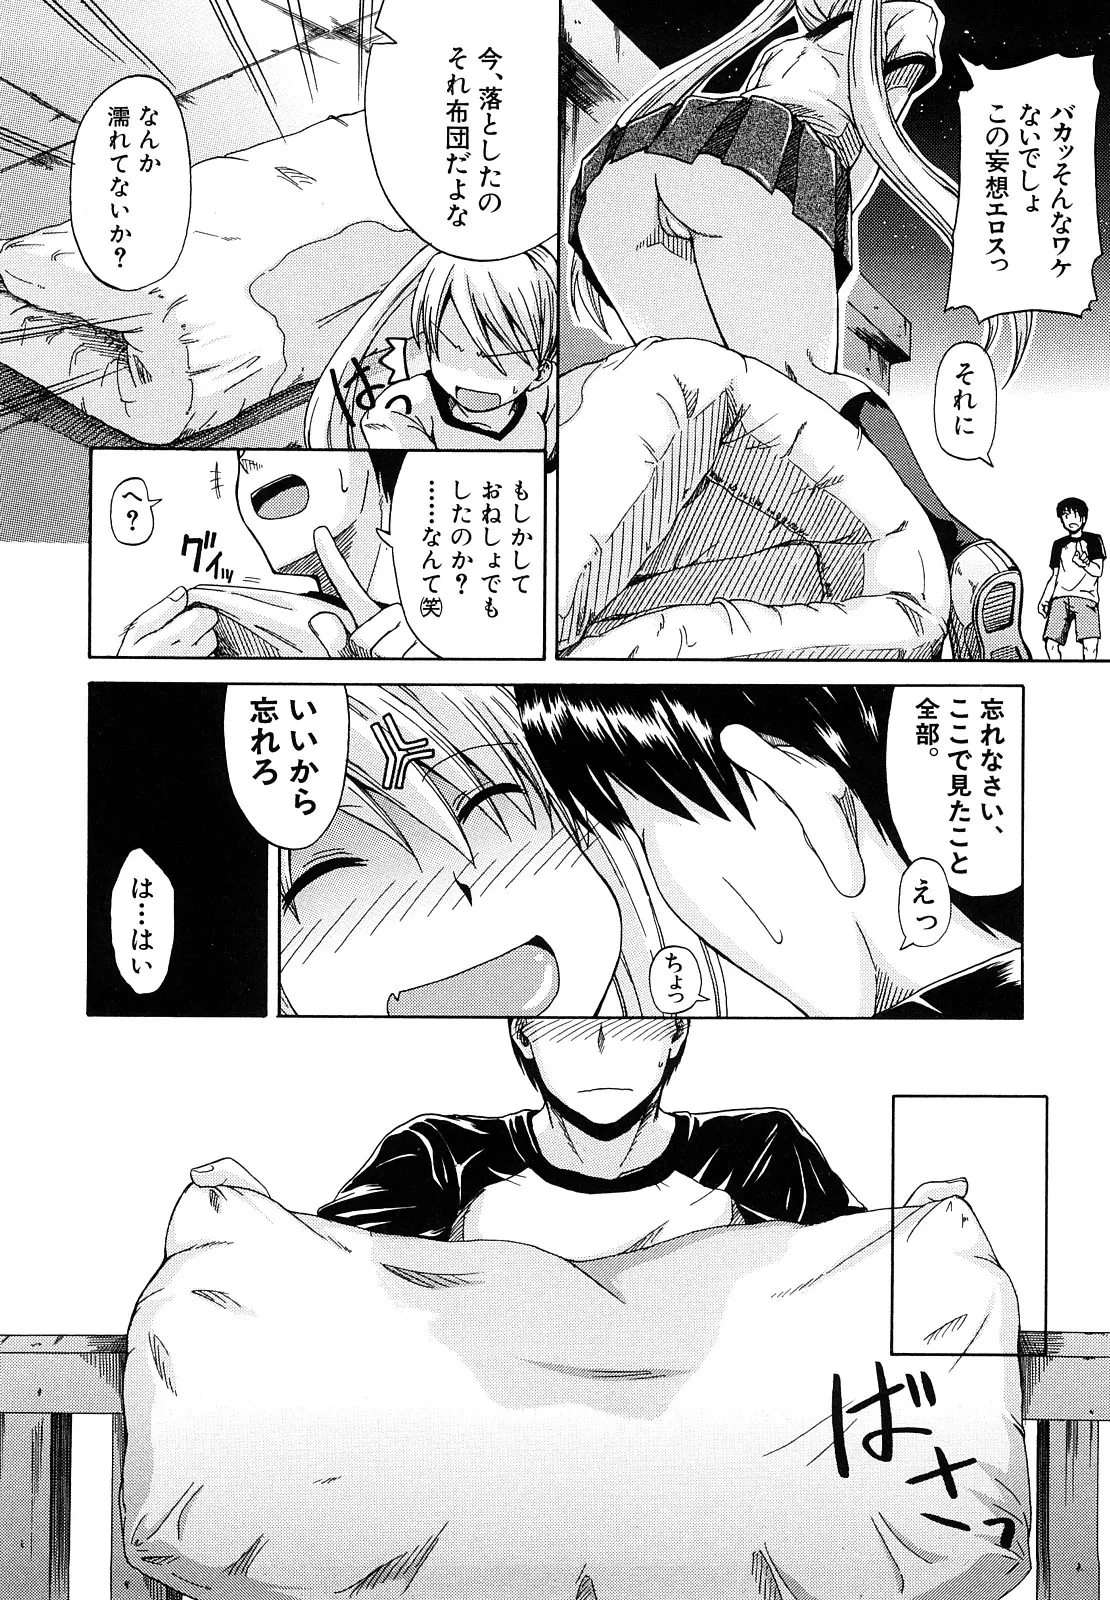 バカッそんなワケ
ないでしょ
この妄想エロスっ
それに
今、落としたの
それ布団だよな
なんか
濡れてないか?
はっ
もしかして
おねしょでも
したのか?
……なんて㈸
へ?
グイッ
忘れなさい、
ここで見たこと
全部。
えっ
ちょっ
いいから
忘れろ
は…はい
ばさっ